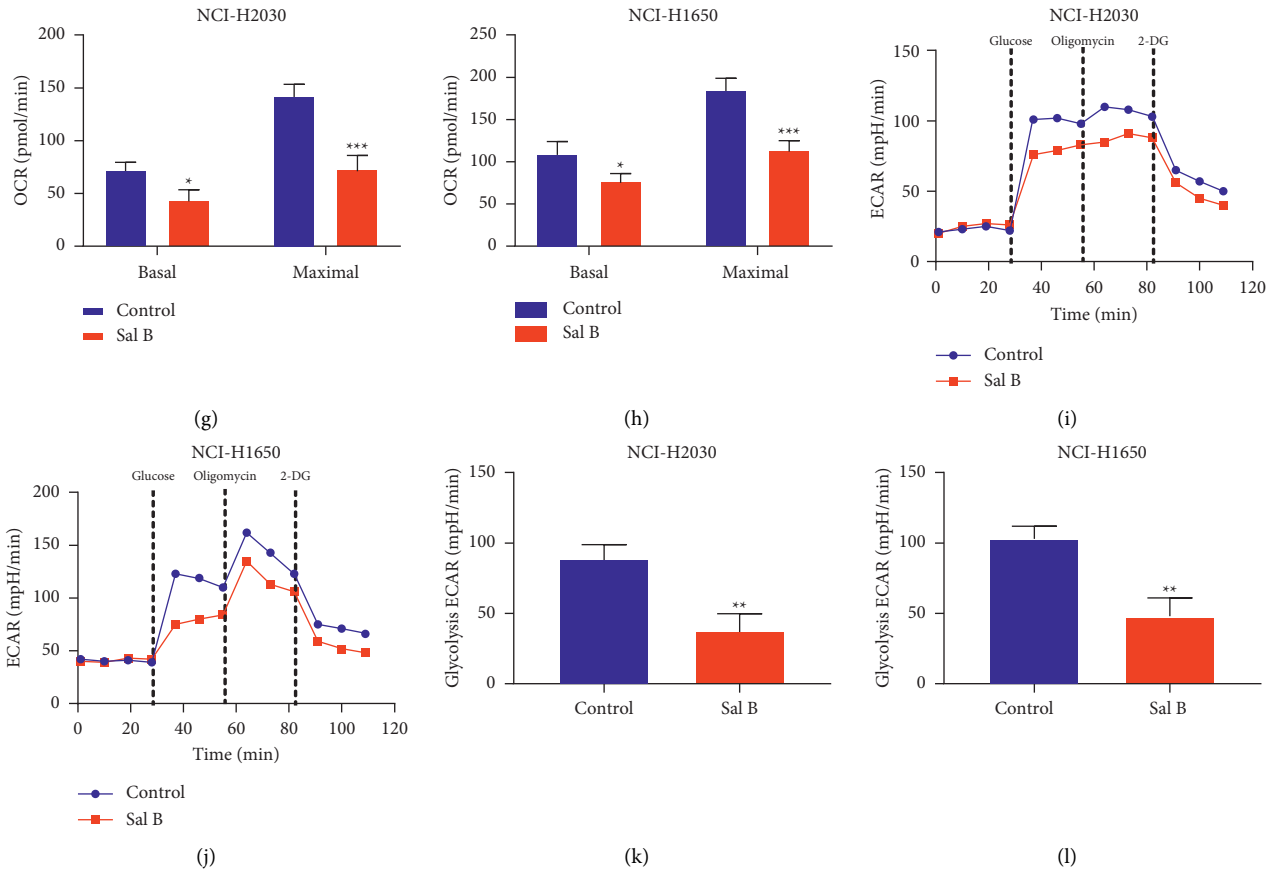 NCI-H2030
OCR (pmol/min)
200
150
100
50
0
*
***
Basal
Maximal
Control
Sal B
(g)
NCI-H1650
OCR (pmol/min)
250
200
150
100
50
0
*
***
Basal
Maximal
Control
Sal B
(h)
NCI-H2030
Glucose Oligomycin 2-DG
ECAR (mpH/min)
150
100
50
0
0 20 40 60 80 100 120
Time (min)
Control
Sal B
(i)
NCI-H1650
Glucose Oligomycin 2-DG
ECAR (mpH/min)
200
150
100
50
0
0 20 40 60 80 100 120
Time (min)
Control
Sal B
(j)
NCI-H2030
Glycolysis ECAR (mpH/min)
150
100
50
0
**
Control Sal B
(k)
NCI-H1650
Glycolysis ECAR (mpH/min)
150
100
50
0
**
Control Sal B
(l)